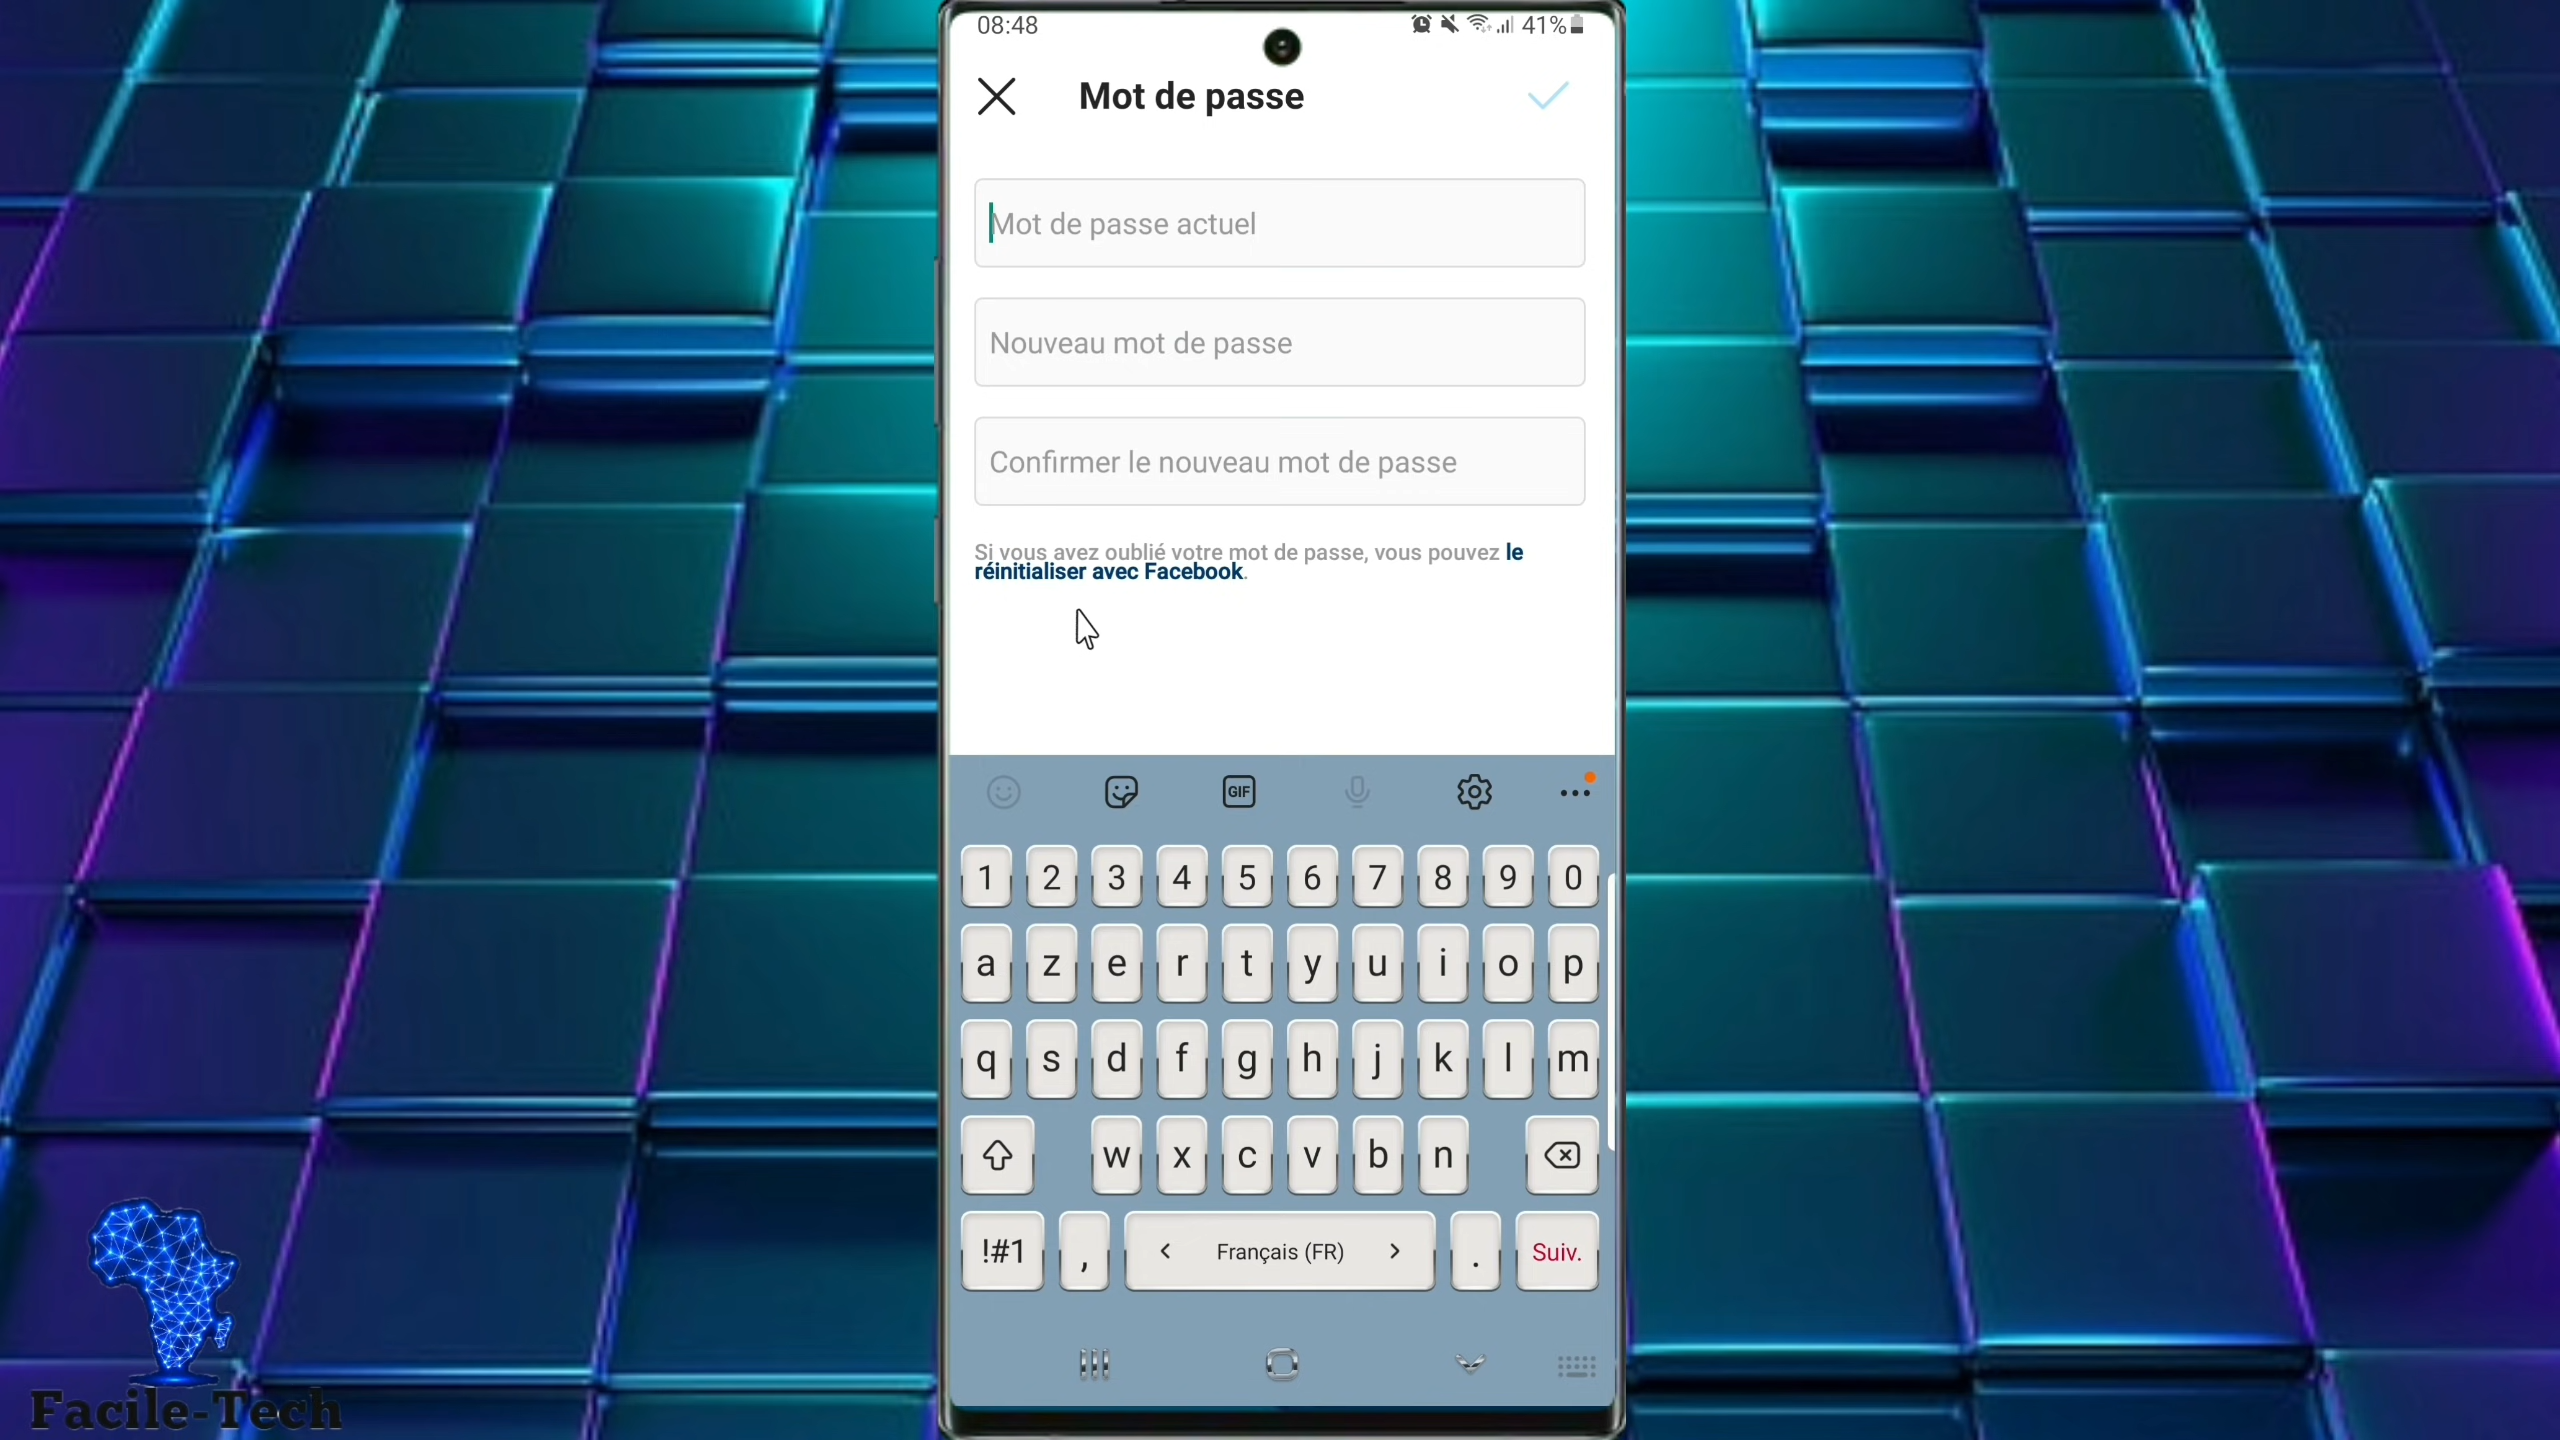 08:48
41%
Mot de passe
Mot de passe actuel
Nouveau mot de passe
Confirmer le nouveau mot de passe
Si vous avez oublié votre mot de passe, vous pouvez le
réinitialiser avec Facebook.
GIF
1 2 3 4 5 6 7 8 9 0
a z e r t y u i o p
q s d f g h j k l m
w x c v b n
!#1 , < Français (FR) > . Suiv.
Facile-Tech